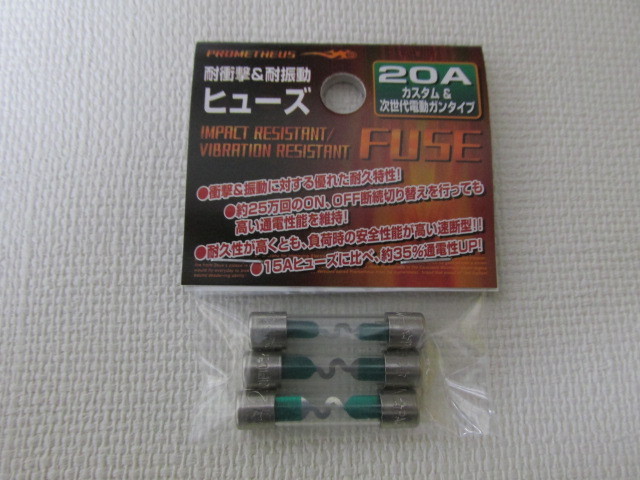 PROMETHEUS
耐衝撃&耐振動
ヒューズ
20A
カスタム &
次世代電動ガンタイプ
IMPACT RESISTANT/
VIBRATION RESISTANT
FUSE
●衝撃&振動に対する優れた耐久特性!
●約25万回のON、OFF断続切り替えを行っても
高い通電性能を維持!
●耐久性が高くとも、負荷時の安全性能が高い速断型!!
●15Aヒューズに比べ、約35%通電性UP!